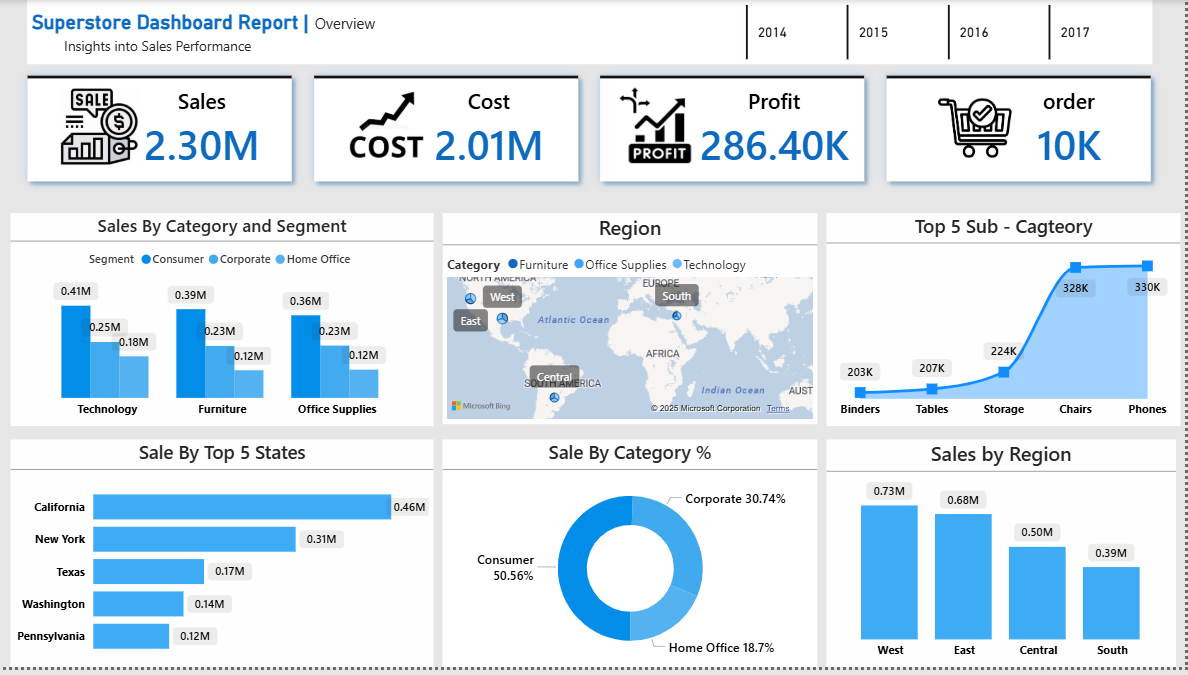 Superstore Dashboard Report | Overview
Insights into Sales Performance
2014
2015
2016
2017
SALE
Sales
2.30M
COST
Cost
2.01M
PROFIT
Profit
286.40K
order
10K
Sales By Category and Segment
Segment Consumer Corporate Home Office
0.41M
0.25M
0.18M
0.39M
0.23M
0.12M
0.36M
0.23M
0.12M
Technology
Furniture
Office Supplies
Region
Category Furniture Office Supplies Technology
NORTH AMERICA
EUROPE
West
South
East
Atlantic Ocean
AFRICA
Central
SOUTH AMERICA
Indian Ocean
AUST
Microsoft Bing
© 2025 Microsoft Corporation Terms
Top 5 Sub - Cagteory
203K
207K
224K
328K
330K
Binders
Tables
Storage
Chairs
Phones
Sale By Top 5 States
California 0.46M
New York 0.31M
Texas 0.17M
Washington 0.14M
Pennsylvania 0.12M
Sale By Category %
Corporate 30.74%
Consumer
50.56%
Home Office 18.7%
Sales by Region
0.73M
0.68M
0.50M
0.39M
West
East
Central
South